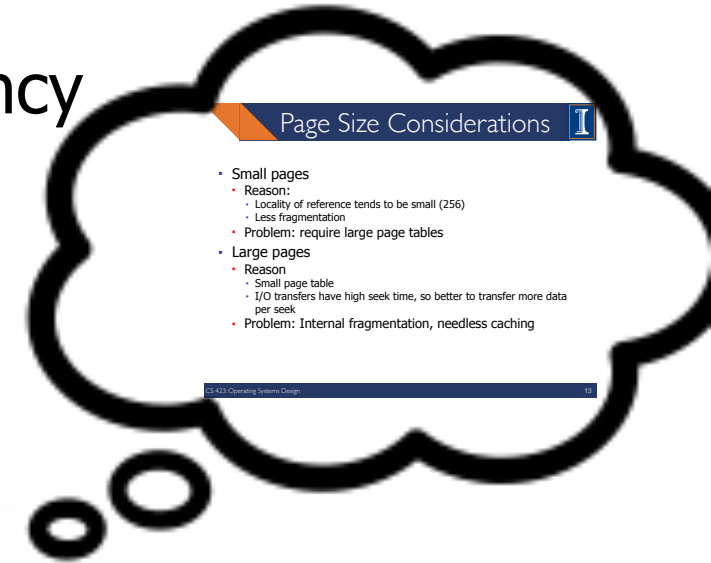 ncy
Page Size Considerations
I
▪ Small pages
▪ Reason:
▪ Locality of reference tends to be small (256)
▪ Less fragmentation
▪ Problem: require large page tables
▪ Large pages
▪ Reason
▪ Small page table
▪ I/O transfers have high seek time, so better to transfer more data
per seek
▪ Problem: Internal fragmentation, needless caching
CS 423: Operating Systems Design
13